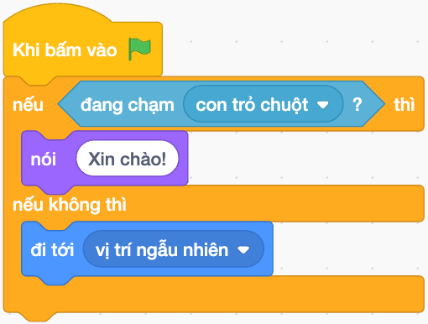 Khi bấm vào
nếu đang chạm con trỏ chuột ? thì
nói Xin chào!
nếu không thì
đi tới vị trí ngẫu nhiên